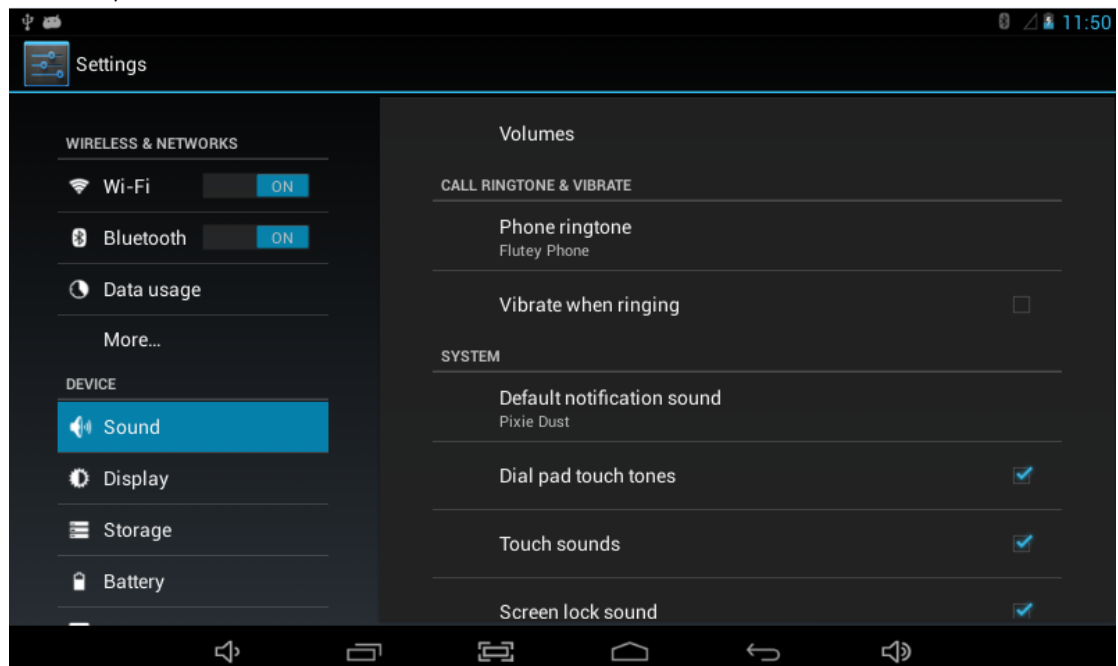 11:50
Settings
WIRELESS & NETWORKS
Wi-Fi ON
Bluetooth ON
Data usage
More...
DEVICE
Sound
Display
Storage
Battery
Volumes
CALL RINGTONE & VIBRATE
Phone ringtone
Flutey Phone
Vibrate when ringing
SYSTEM
Default notification sound
Pixie Dust
Dial pad touch tones
Touch sounds
Screen lock sound